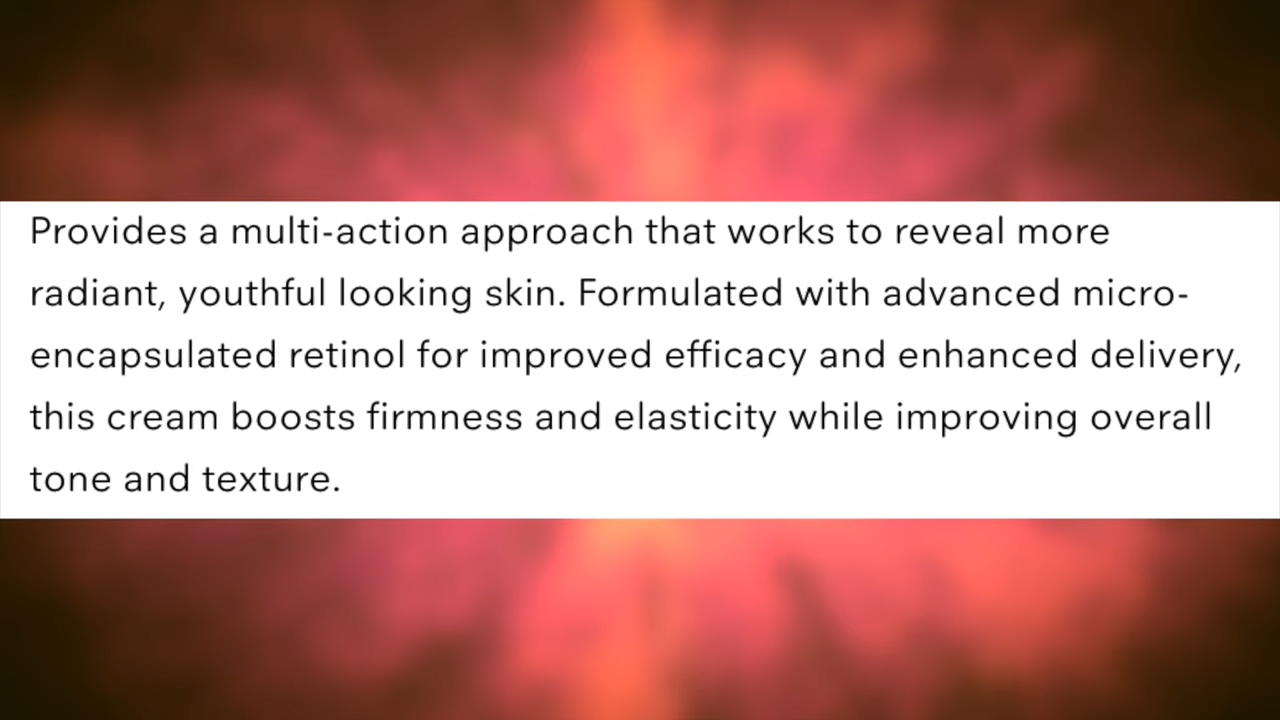 Provides a multi-action approach that works to reveal more
radiant, youthful looking skin. Formulated with advanced micro-
encapsulated retinol for improved efficacy and enhanced delivery,
this cream boosts firmness and elasticity while improving overall
tone and texture.